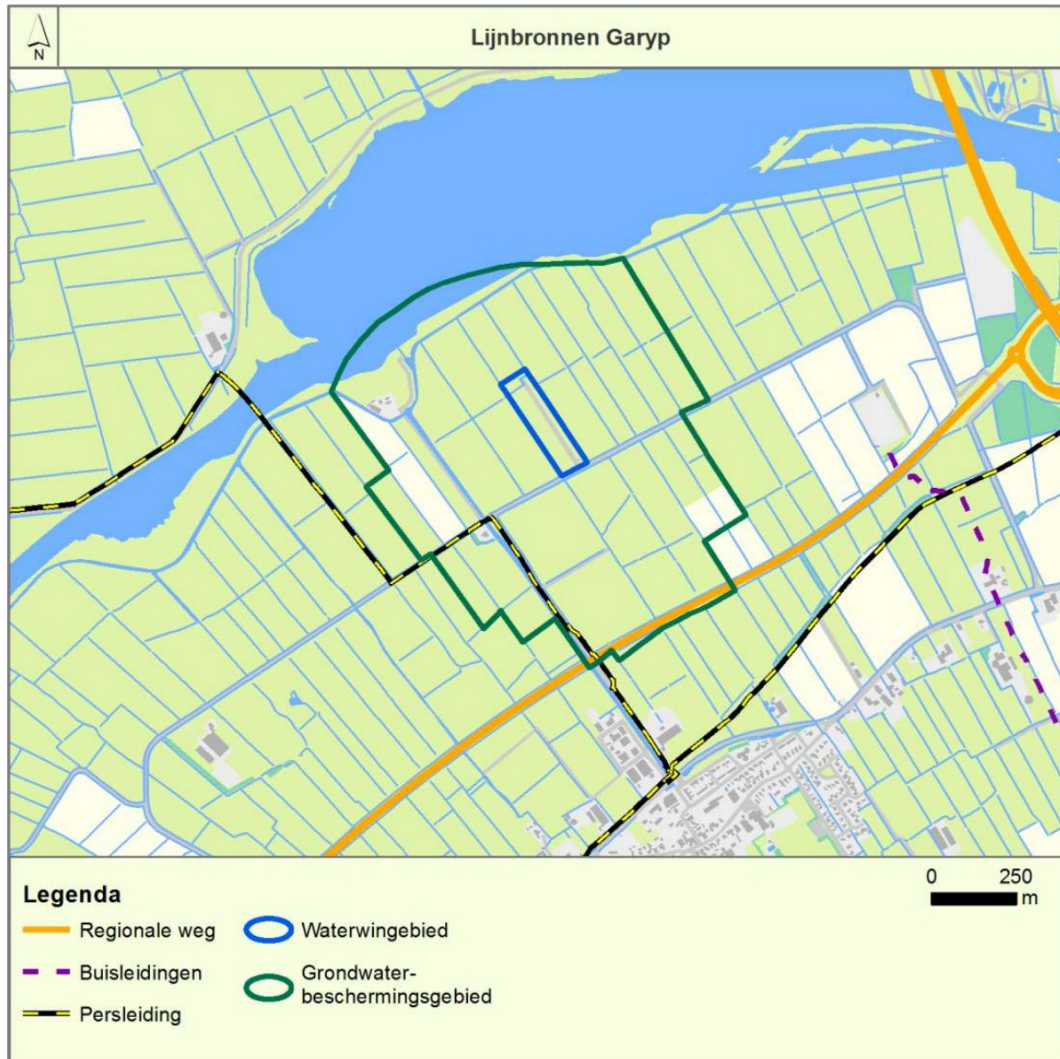 Lijnbronnen Garyp
N
0 250
m
Legenda
Regionale weg
Buisleidingen
Persleiding
Waterwingebied
Grondwater-
beschermingsgebied